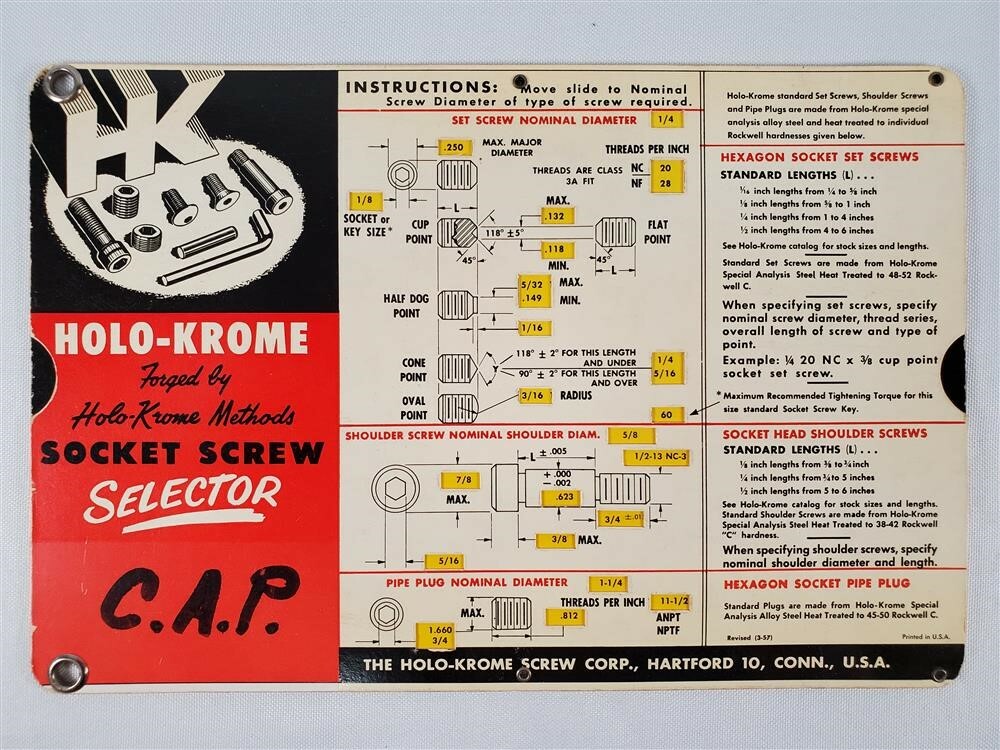 HK
HOLO-KROME
Forged by
Holo-Krome Methods
SOCKET SCREW
SELECTOR
C.A.P.
INSTRUCTIONS: Move slide to Nominal
Screw Diameter of type of screw required.
SET SCREW NOMINAL DIAMETER 1/4
.250 MAX. MAJOR
DIAMETER
THREADS PER INCH
THREADS ARE CLASS NC 20
3A FIT NF 28
1/8
SOCKET or
KEY SIZE*
L
CUP
POINT
45°
118° ±5°
MAX.
.132
.118
MIN.
45°
L
FLAT
POINT
HALF DOG
POINT
5/32 MAX.
.149 MIN.
1/16
CONE
POINT
118° ± 2° FOR THIS LENGTH
AND UNDER 1/4
90° ± 2° FOR THIS LENGTH 5/16
AND OVER
OVAL
POINT
3/16 RADIUS
60
SHOULDER SCREW NOMINAL SHOULDER DIAM. 5/8
L ± .005
1/2-13 NC-3
7/8
MAX.
+ .000
- .002
.623
3/4 ±.01
3/8 MAX.
5/16
PIPE PLUG NOMINAL DIAMETER 1-1/4
MAX.
THREADS PER INCH 11-1/2
.812
ANPT
NPTF
1.660
3/4
Holo-Krome standard Set Screws, Shoulder Screws
and Pipe Plugs are made from Holo-Krome special
analysis alloy steel and heat treated to individual
Rockwell hardnesses given below.
HEXAGON SOCKET SET SCREWS
STANDARD LENGTHS (L) . . .
1/16 inch lengths from 1/4 to 5/8 inch
1/8 inch lengths from 5/8 to 1 inch
1/4 inch lengths from 1 to 4 inches
1/2 inch lengths from 4 to 6 inches
See Holo-Krome catalog for stock sizes and lengths.
Standard Set Screws are made from Holo-Krome
Special Analysis Steel Heat Treated to 48-52 Rock-
well C.
When specifying set screws, specify
nominal screw diameter, thread series,
overall length of screw and type of
point.
Example: 1/4 20 NC x 3/8 cup point
socket set screw.
*Maximum Recommended Tightening Torque for this
size standard Socket Screw Key.
SOCKET HEAD SHOULDER SCREWS
STANDARD LENGTHS (L) . . .
1/8 inch lengths from 3/8 to 3/4 inch
1/4 inch lengths from 3/4 to 5 inches
1/2 inch lengths from 5 to 6 inches
See Holo-Krome catalog for stock sizes and lengths.
Standard Shoulder Screws are made from Holo-Krome
Special Analysis Steel Heat Treated to 38-42 Rockwell
"C" hardness.
When specifying shoulder screws, specify
nominal shoulder diameter and length.
HEXAGON SOCKET PIPE PLUG
Standard Plugs are made from Holo-Krome Special
Analysis Alloy Steel Heat Treated to 45-50 Rockwell C.
Revised (3-57) Printed in U.S.A.
THE HOLO-KROME SCREW CORP., HARTFORD 10, CONN., U.S.A.